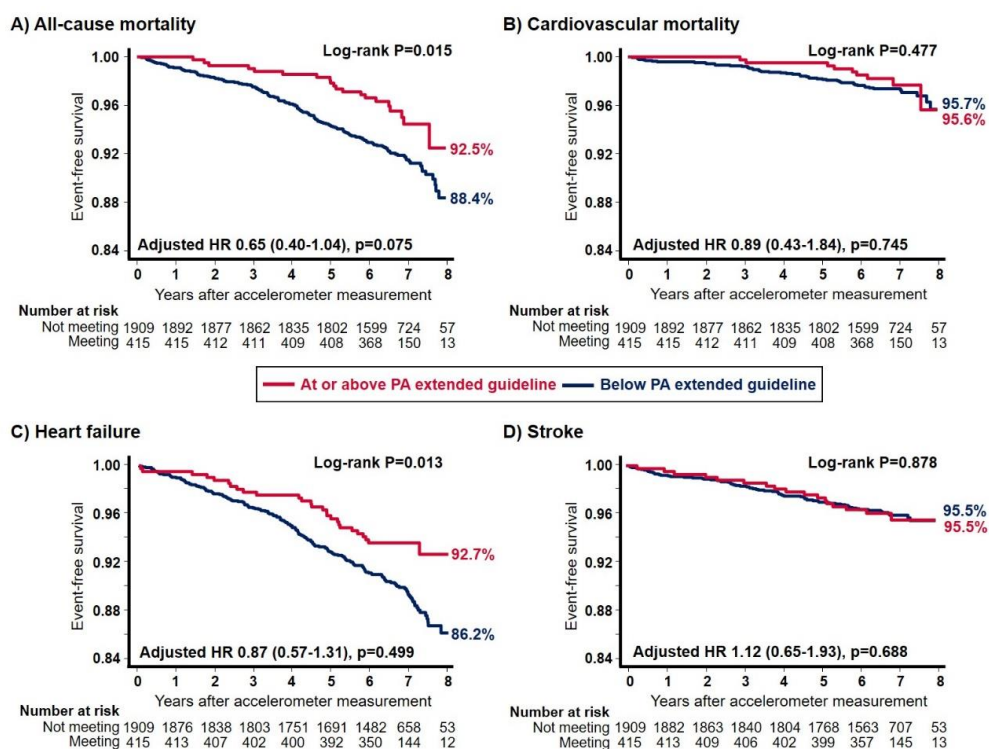 A) All-cause mortality
Log-rank P=0.015
1.00
0.96
0.92
0.88
0.84
Event-free survival
92.5%
88.4%
Adjusted HR 0.65 (0.40-1.04), p=0.075
0 1 2 3 4 5 6 7 8
Years after accelerometer measurement
Number at risk
Not meeting 1909 1892 1877 1862 1835 1802 1599 724 57
Meeting 415 415 412 411 409 408 368 150 13
B) Cardiovascular mortality
Log-rank P=0.477
1.00
0.96
0.92
0.88
0.84
Event-free survival
95.7%
95.6%
Adjusted HR 0.89 (0.43-1.84), p=0.745
0 1 2 3 4 5 6 7 8
Years after accelerometer measurement
Number at risk
Not meeting 1909 1892 1877 1862 1835 1802 1599 724 57
Meeting 415 415 412 411 409 408 368 150 13
At or above PA extended guideline Below PA extended guideline
C) Heart failure
Log-rank P=0.013
1.00
0.96
0.92
0.88
0.84
Event-free survival
92.7%
86.2%
Adjusted HR 0.87 (0.57-1.31), p=0.499
0 1 2 3 4 5 6 7 8
Years after accelerometer measurement
Number at risk
Not meeting 1909 1876 1838 1803 1751 1691 1482 658 53
Meeting 415 413 407 402 400 392 350 144 12
D) Stroke
Log-rank P=0.878
1.00
0.96
0.92
0.88
0.84
Event-free survival
95.5%
95.5%
Adjusted HR 1.12 (0.65-1.93), p=0.688
0 1 2 3 4 5 6 7 8
Years after accelerometer measurement
Number at risk
Not meeting 1909 1882 1863 1840 1804 1768 1563 707 53
Meeting 415 413 409 406 402 399 357 145 13